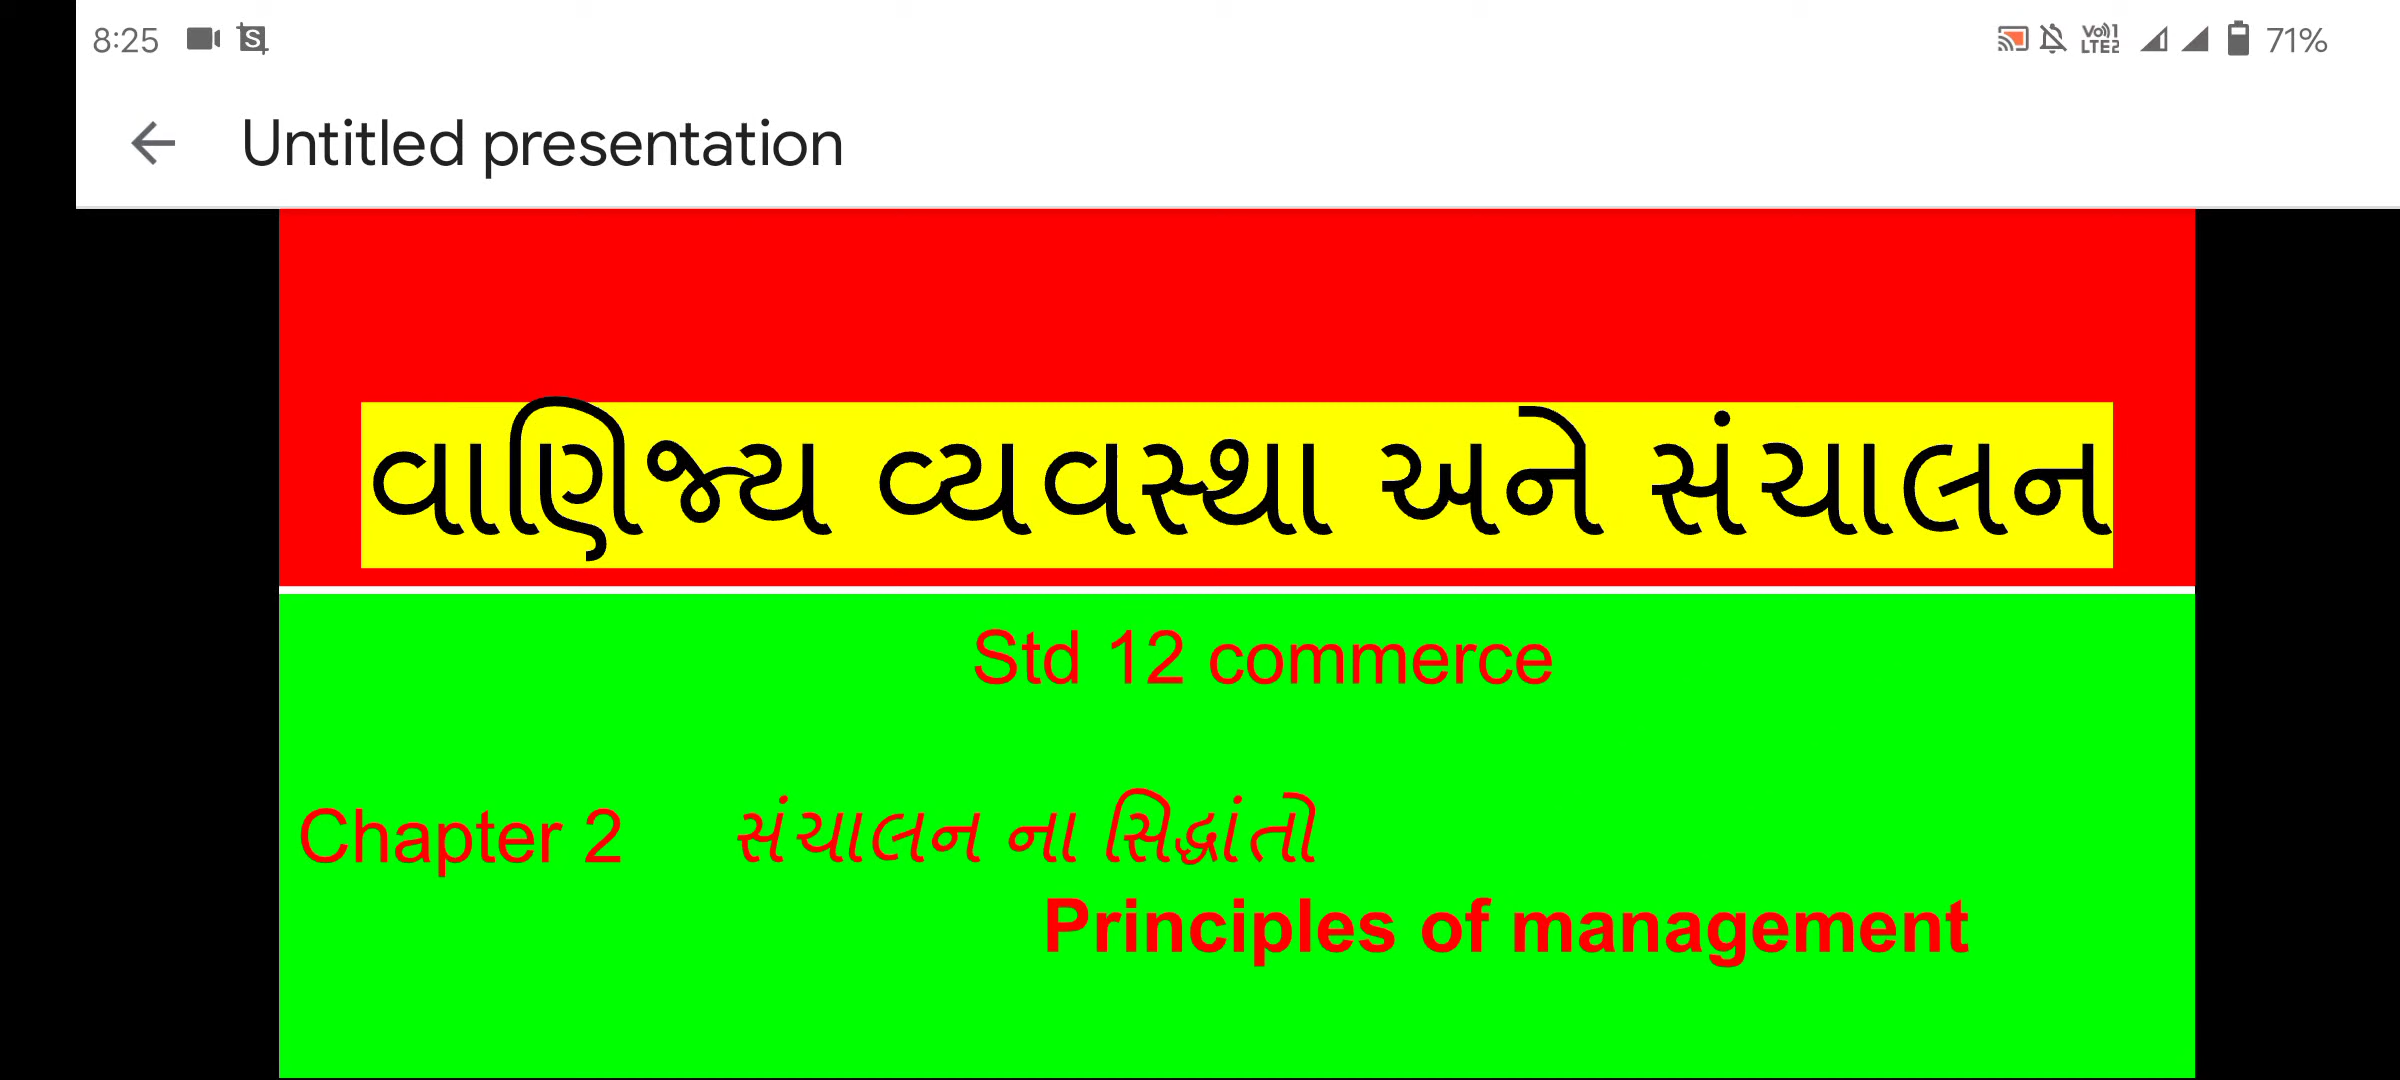 8:25 71%
Untitled presentation
વાણિજ્ય વ્યવસ્થા અને સંચાલન
Std 12 commerce
Chapter 2 સંચાલન ના સિદ્ધાંતો
Principles of management